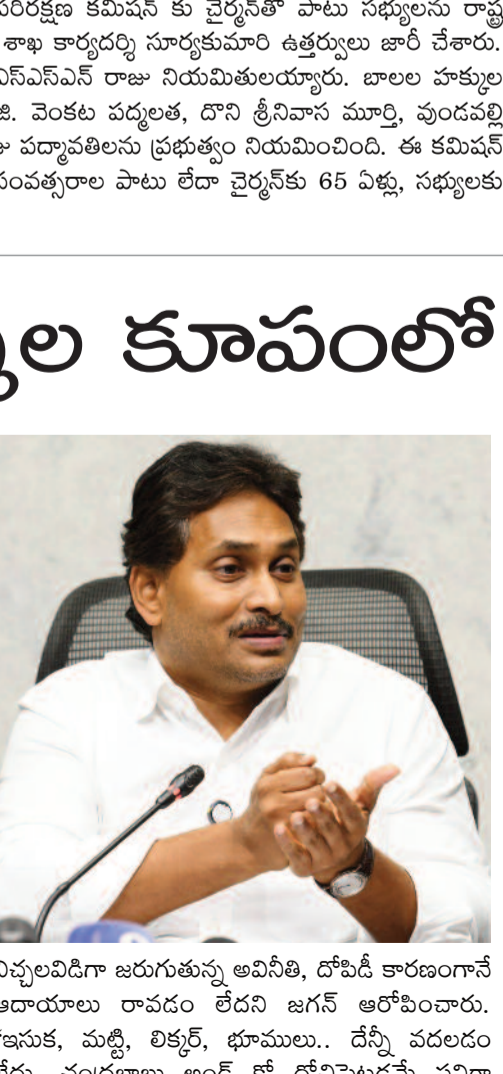 పరిరక్షణ కమిషన్ కు చైర్మన్‌తో పాటు సభ్యులను రాష్ట్ర
శాఖ కార్యదర్శి సూర్యకుమారి ఉత్తర్వులు జారీ చేశారు.
ఎస్ఎస్ఎన్ రాజు నియమితులయ్యారు. బాలల హక్కుల
జి. వెంకట పద్మలత, దొని శ్రీనివాస మూర్తి, వుండవల్లి
పద్మావతిలను ప్రభుత్వం నియమించింది. ఈ కమిషన్
సంవత్సరాల పాటు లేదా చైర్మన్‌కు 65 ఏళ్లు, సభ్యులకు
కూపంలో
విచ్చలవిడిగా జరుగుతున్న అవినీతి, దోపిడీ కారణంగానే
ఆదాయాలు రావడం లేదని జగన్ ఆరోపించారు.
ఇసుక, మట్టి, లిక్కర్, భూములు.. దేన్నీ వదలడం